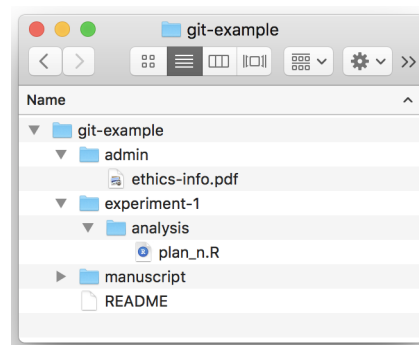 git-example
Name
git-example
admin
ethics-info.pdf
experiment-1
analysis
plan_n.R
manuscript
README